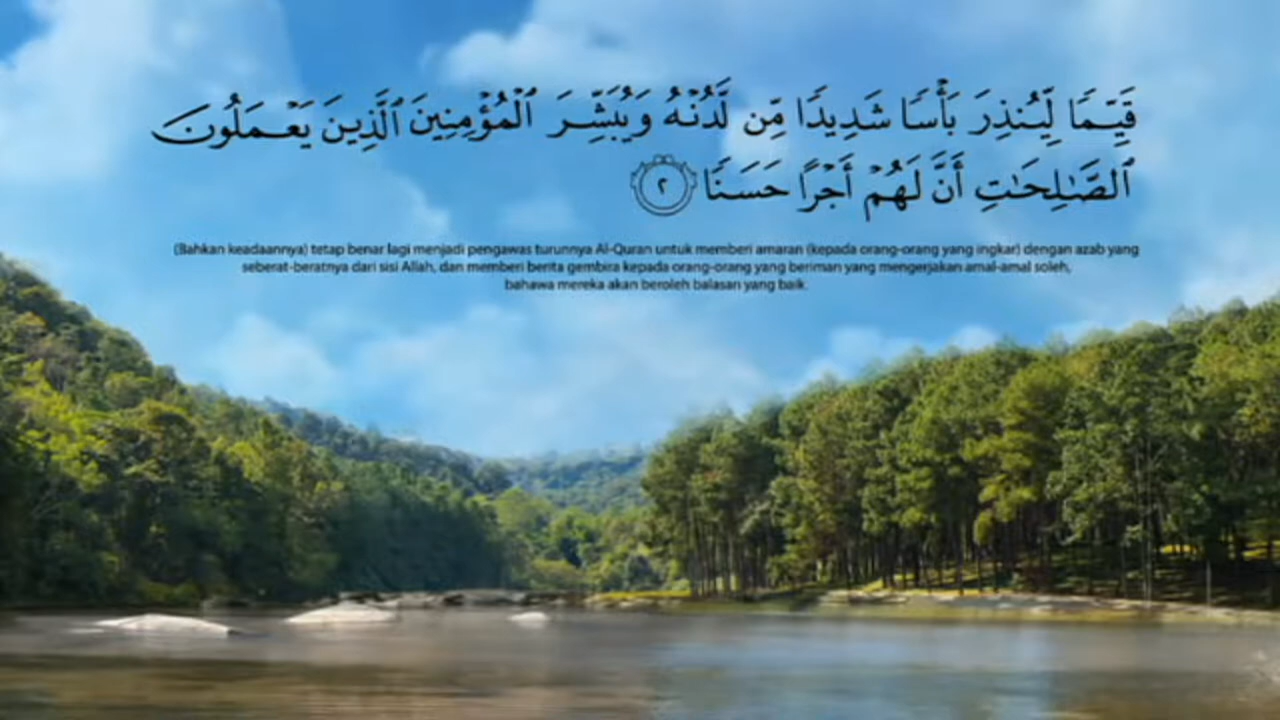 قَيِّمًا لِّيُنذِرَ بَأْسًا شَدِيدًا مِّن لَّدُنْهُ وَيُبَشِّرَ ٱلْمُؤْمِنِينَ ٱلَّذِينَ يَعْمَلُونَ
ٱلصَّـٰلِحَـٰتِ أَنَّ لَهُمْ أَجْرًا حَسَنًا ٢
(Bahkan keadaannya) tetap benar lagi menjadi pengawas turunnya Al-Quran untuk memberi amaran (kepada orang-orang yang ingkar) dengan azab yang
seberat-beratnya dari sisi Allah, dan memberi berita gembira kepada orang-orang yang beriman yang mengerjakan amal-amal soleh,
bahawa mereka akan beroleh balasan yang baik.